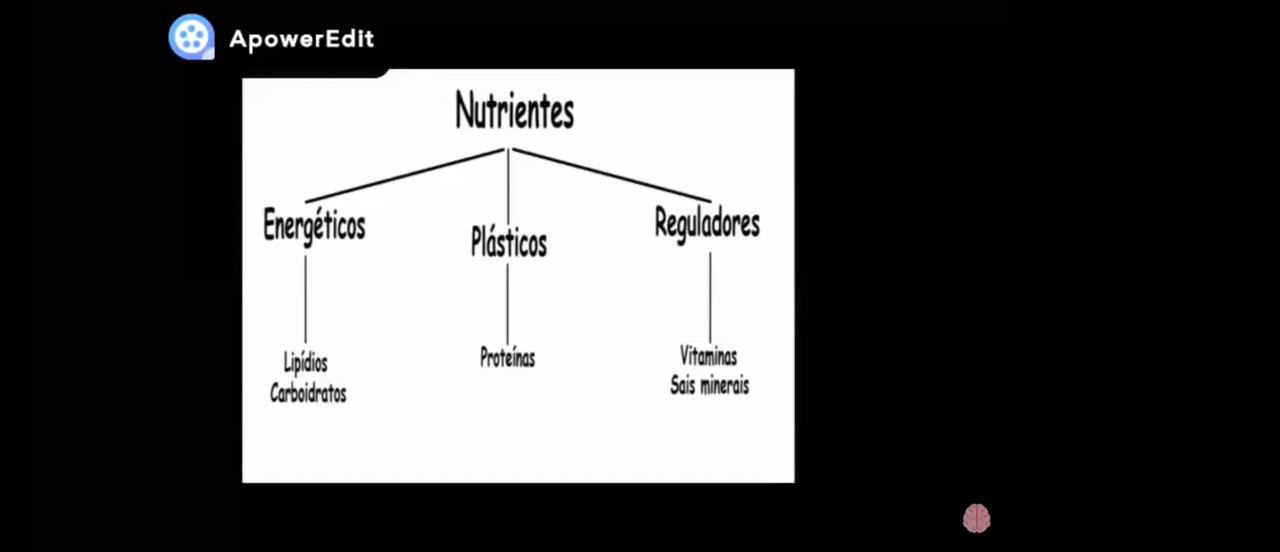 ApowerEdit
Nutrientes
Energéticos
Plásticos
Reguladores
Lipídios
Carboidratos
Proteínas
Vitaminas
Sais minerais